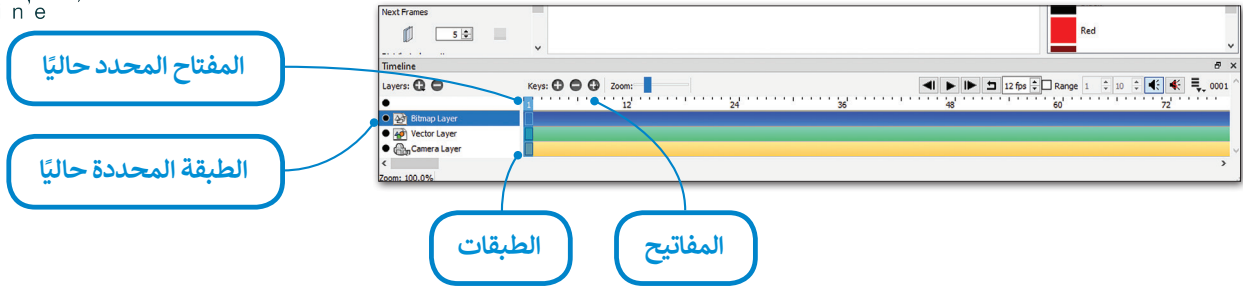 n e
Next Frames
5
Red
Timeline
Layers:
Keys:
Zoom:
12 fps
Range
1
10
0001
1
12
24
36
48
60
72
Bitmap Layer
Vector Layer
Camera Layer
Zoom: 100.0%
المفتاح المحدد حاليًا
الطبقة المحددة حاليًا
الطبقات
المفاتيح